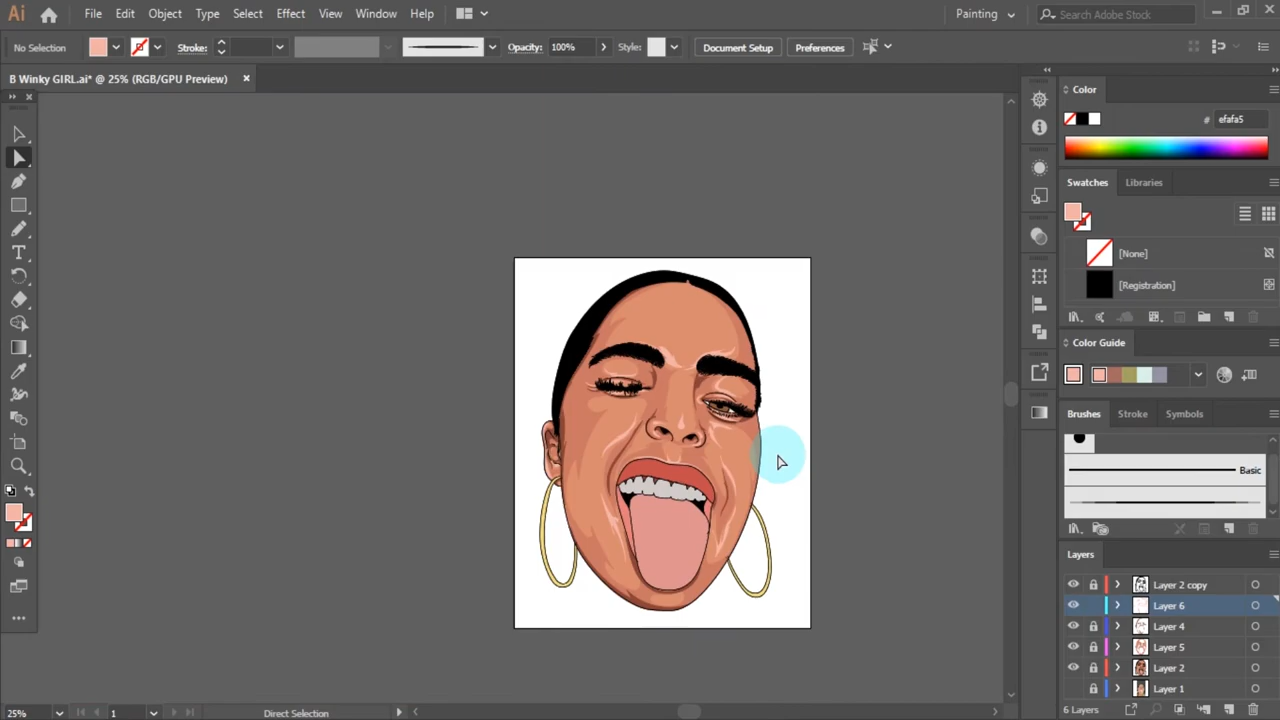 Ai File Edit Object Type Select Effect View Window Help Painting Search Adobe Stock
No Selection Stroke: Opacity: 100% Style: Document Setup Preferences
B Winky GIRL.ai* @ 25% (RGB/GPU Preview)
Color
# efafa5
Swatches Libraries
[None]
[Registration]
Color Guide
Brushes Stroke Symbols
Basic
Layers
Layer 2 copy
Layer 6
Layer 4
Layer 5
Layer 2
Layer 1
25% 1 Direct Selection 6 Layers